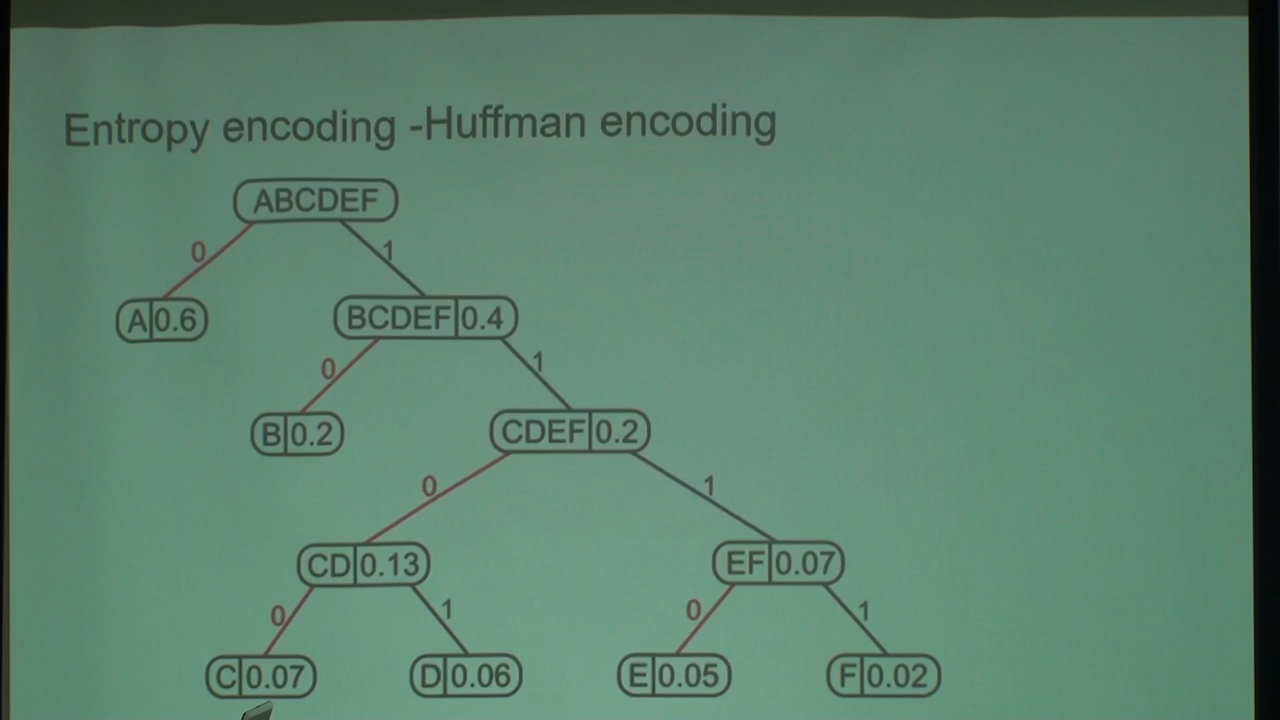 Entropy encoding -Huffman encoding
ABCDEF
0 1
A|0.6 BCDEF|0.4
0 1
B|0.2 CDEF|0.2
0 1
CD|0.13 EF|0.07
0 1 0 1
C|0.07 D|0.06 E|0.05 F|0.02